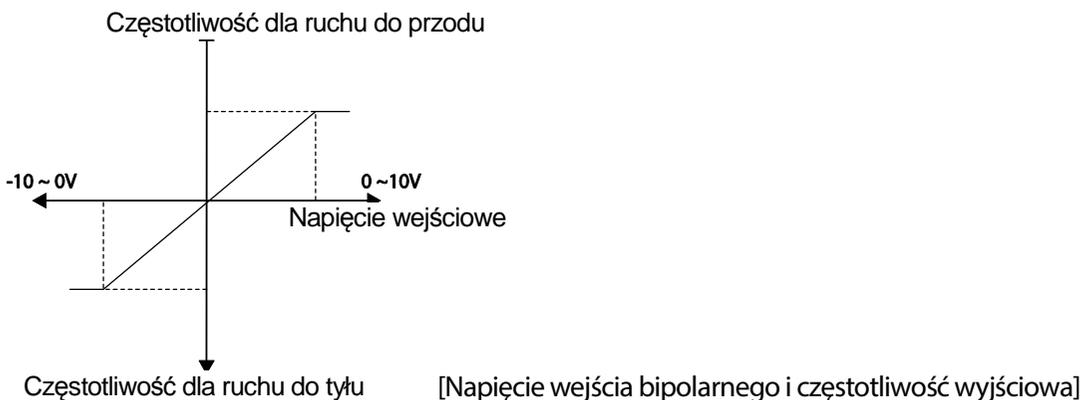 Częstotliwość dla ruchu do przodu
-10 ~ 0V
0 ~10V
Napięcie wejściowe
Częstotliwość dla ruchu do tyłu
[Napięcie wejścia bipolarnego i częstotliwość wyjściowa]